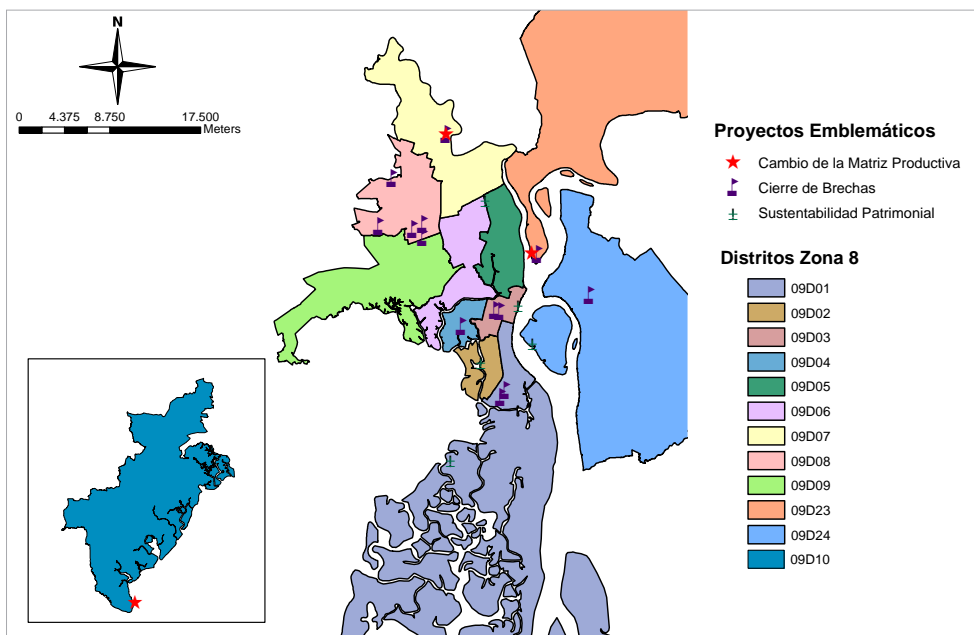 N
0 4.375 8.750 17.500
Meters
Proyectos Emblemáticos
Cambio de la Matriz Productiva
Cierre de Brechas
Sustentabilidad Patrimonial
Distritos Zona 8
09D01
09D02
09D03
09D04
09D05
09D06
09D07
09D08
09D09
09D23
09D24
09D10